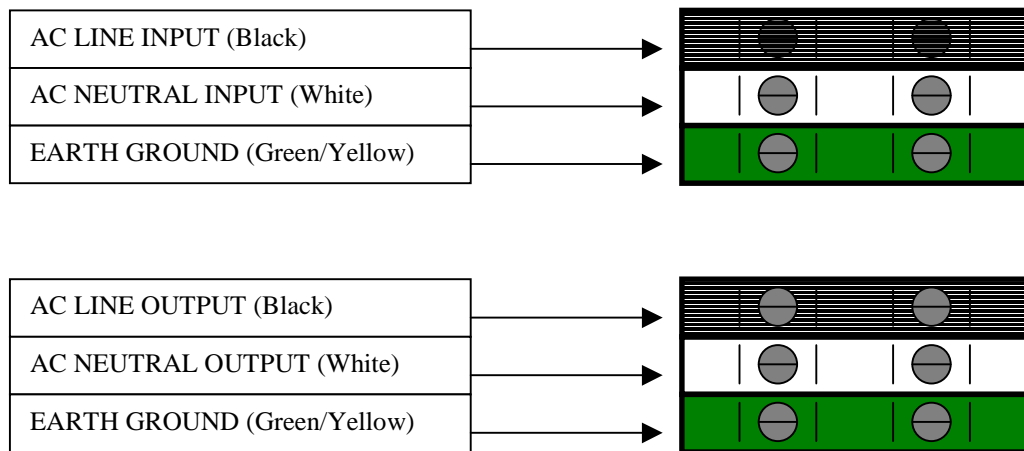 AC LINE INPUT (Black)
AC NEUTRAL INPUT (White)
EARTH GROUND (Green/Yellow)
AC LINE OUTPUT (Black)
AC NEUTRAL OUTPUT (White)
EARTH GROUND (Green/Yellow)